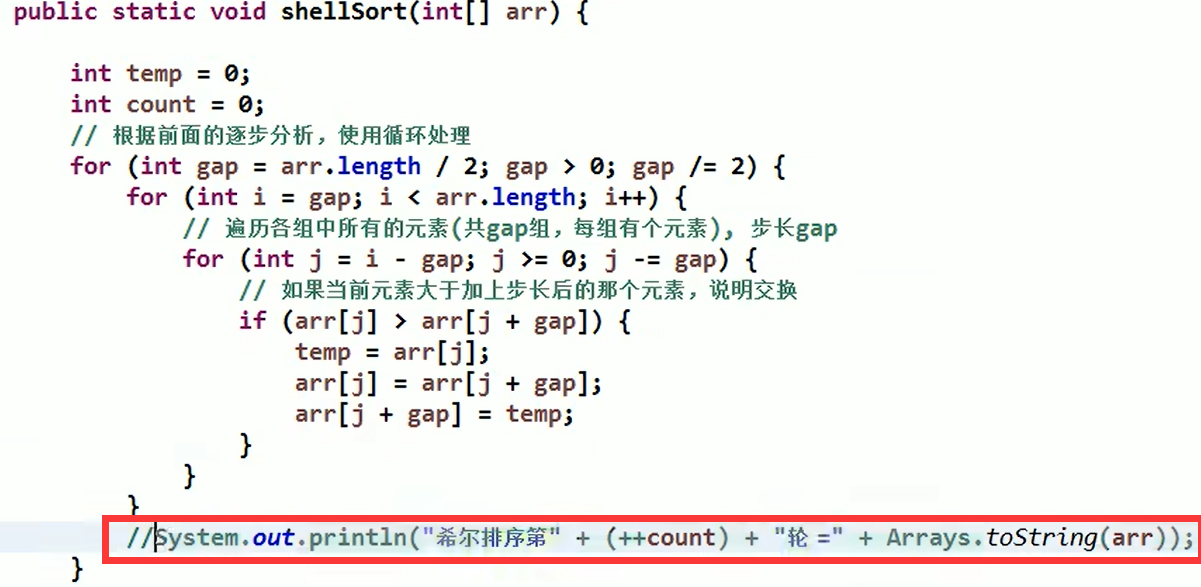 public static void shellSort(int[] arr) {
int temp = 0;
int count = 0;
// 根据前面的逐步分析，使用循环处理
for (int gap = arr.length / 2; gap > 0; gap /= 2) {
for (int i = gap; i < arr.length; i++) {
// 遍历各组中所有的元素(共gap组，每组有个元素), 步长gap
for (int j = i - gap; j >= 0; j -= gap) {
// 如果当前元素大于加上步长后的那个元素，说明交换
if (arr[j] > arr[j + gap]) {
temp = arr[j];
arr[j] = arr[j + gap];
arr[j + gap] = temp;
}
}
}
//System.out.println("希尔排序第" + (++count) + "轮 =" + Arrays.toString(arr));
}